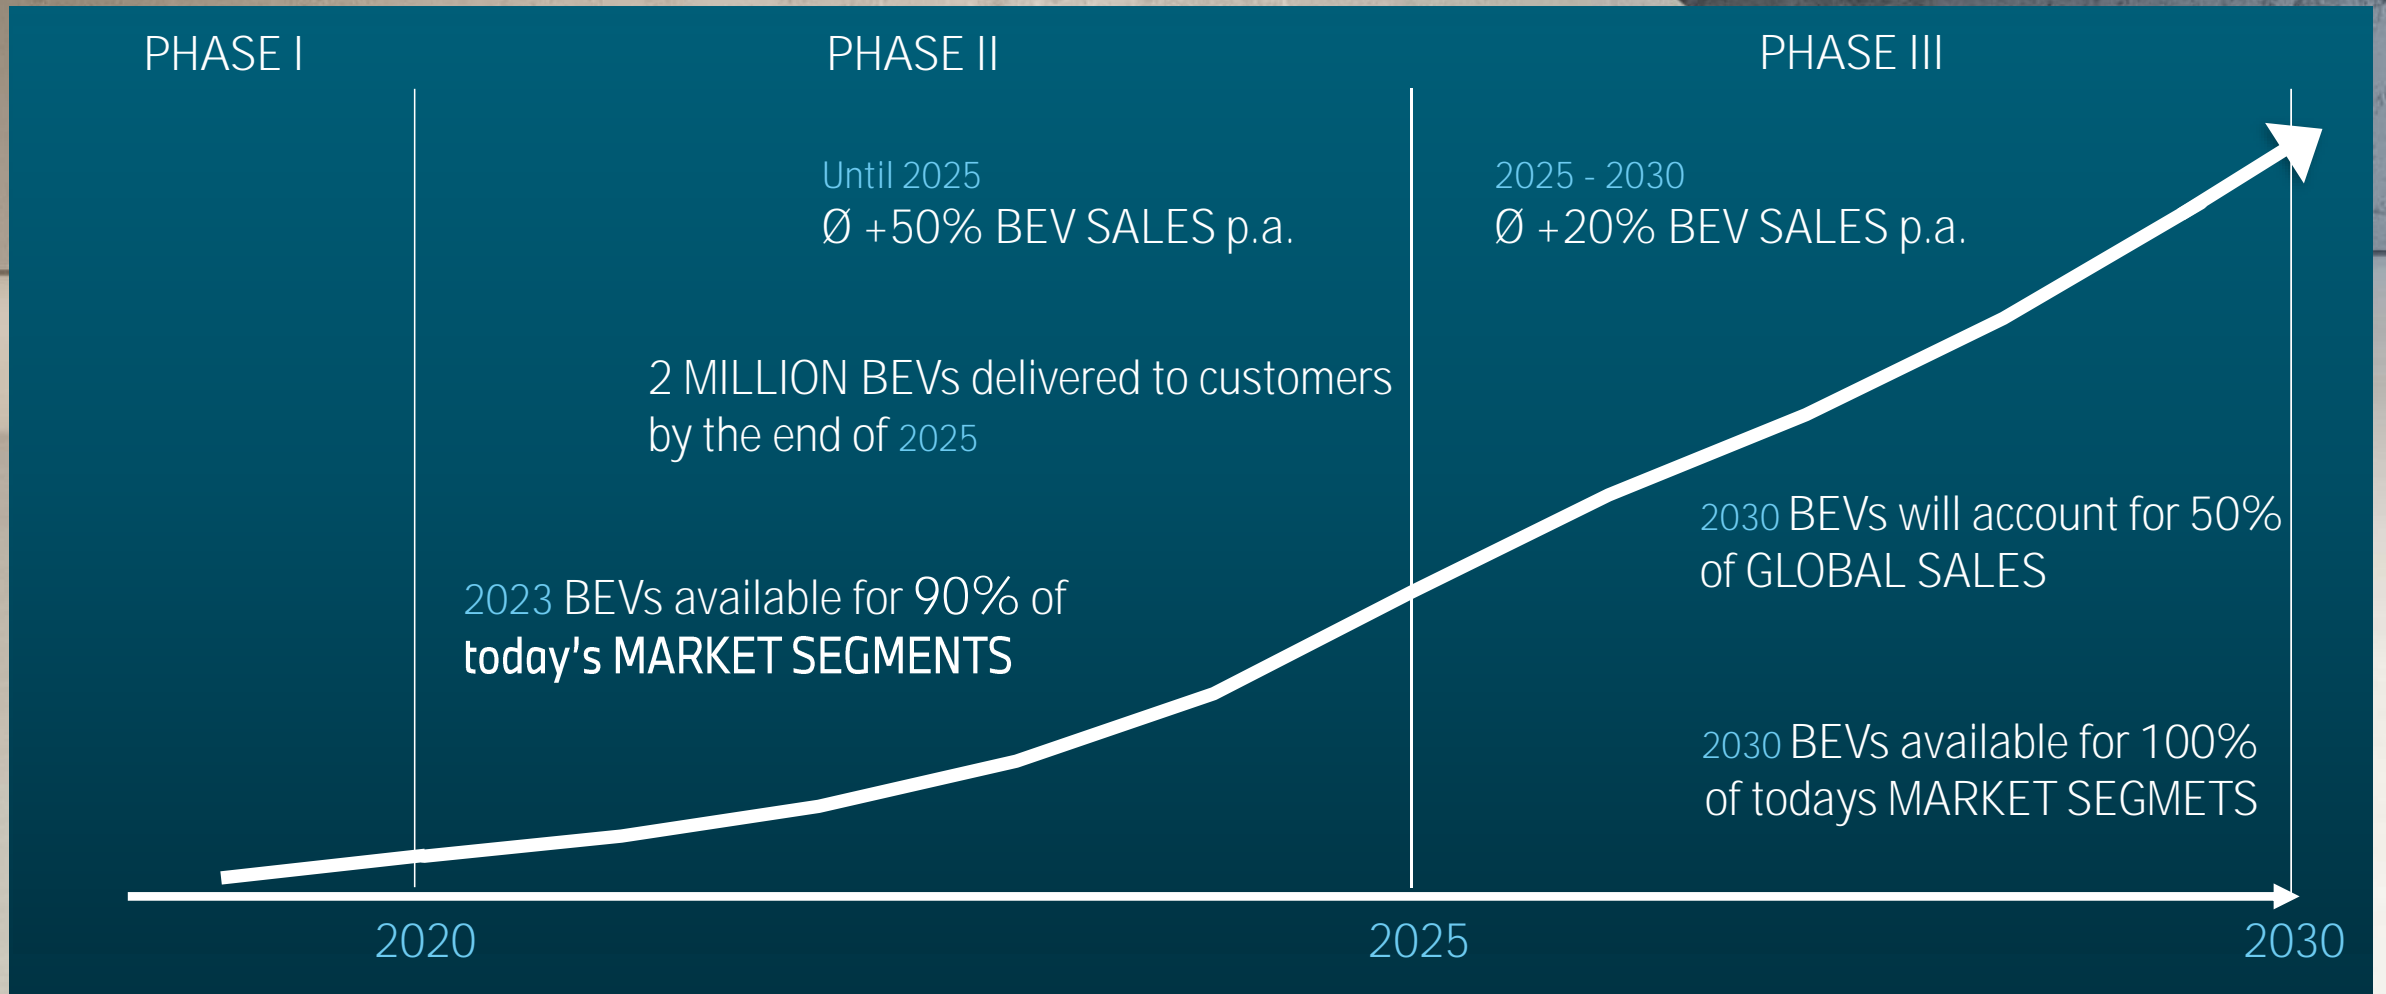 PHASE I
PHASE II
PHASE III
Until 2025
Ø +50% BEV SALES p.a.
2025 - 2030
Ø +20% BEV SALES p.a.
2 MILLION BEVs delivered to customers
by the end of 2025
2023 BEVs available for 90% of
today's MARKET SEGMENTS
2030 BEVs will account for 50%
of GLOBAL SALES
2030 BEVs available for 100%
of todays MARKET SEGMETS
2020
2025
2030